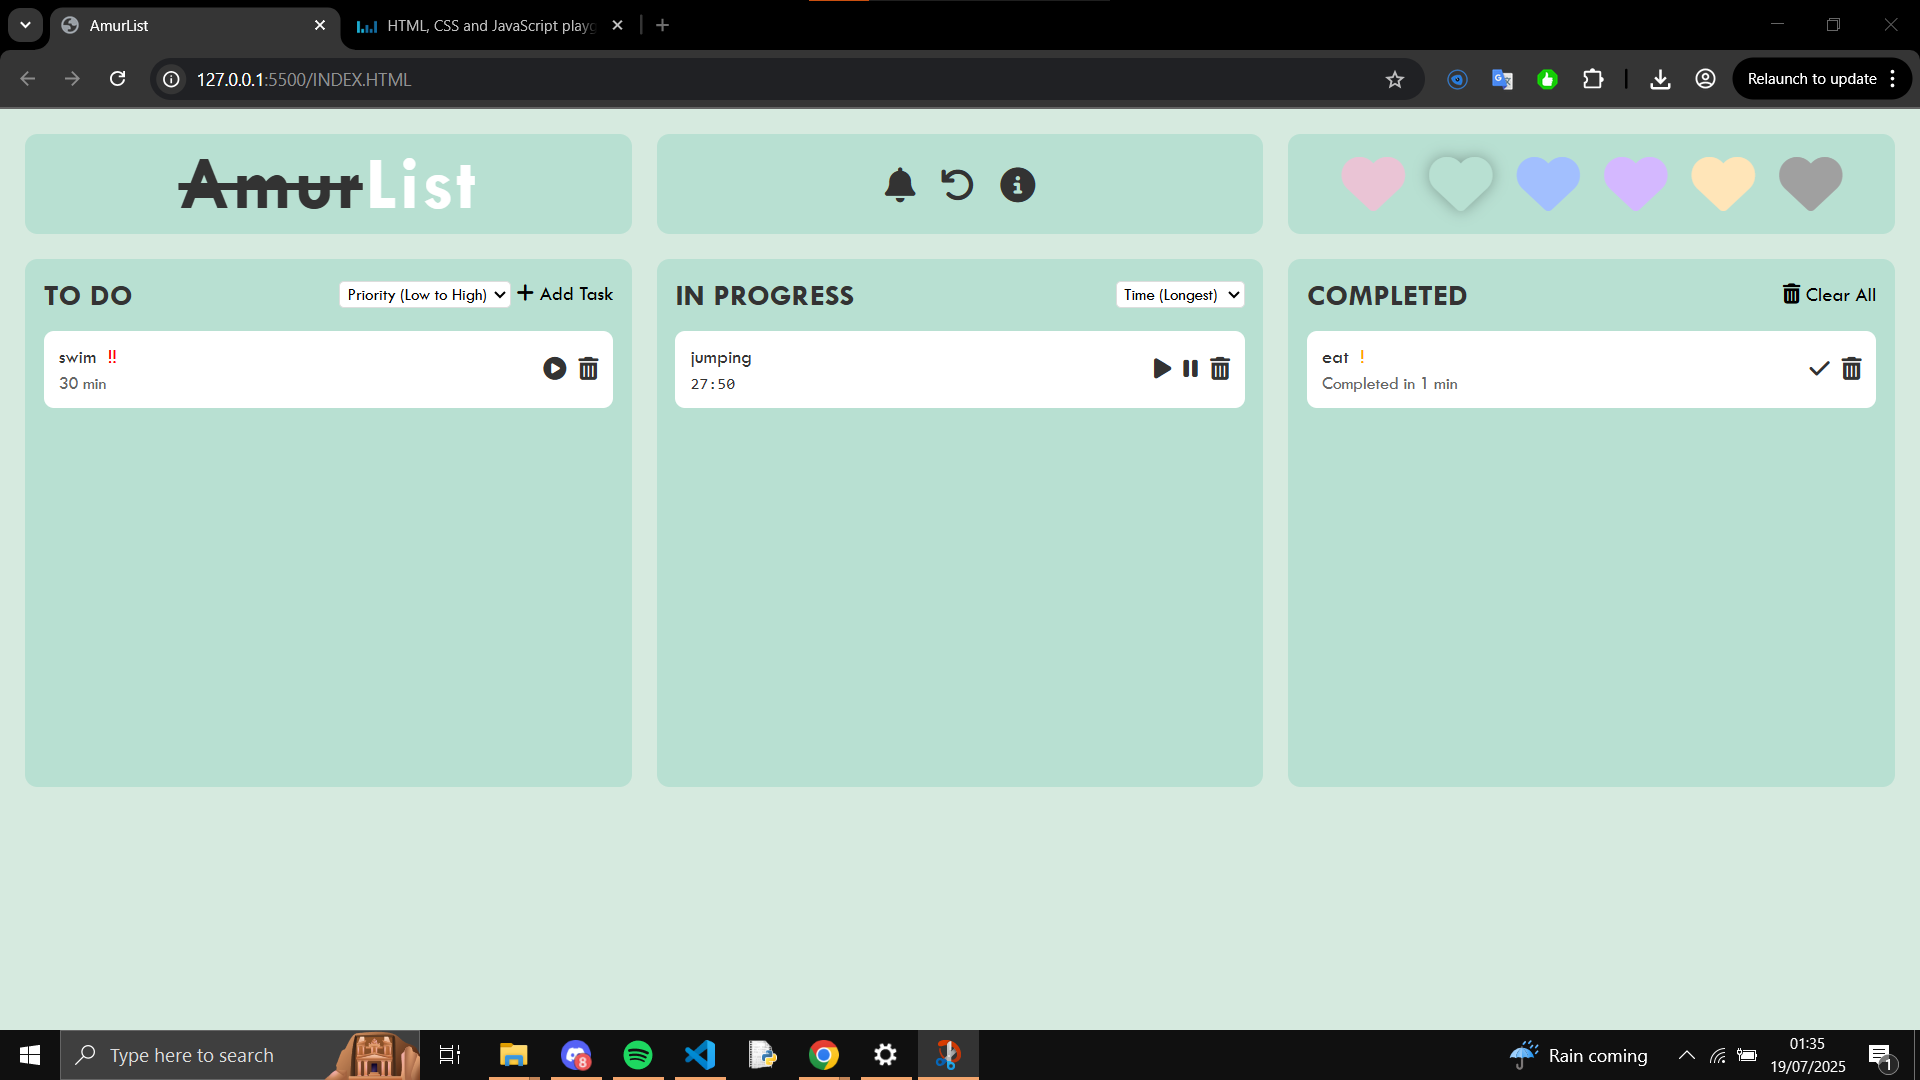 AmurList
HTML, CSS and JavaScript playg
127.0.0.1:5500/INDEX.HTML
Relaunch to update
AmurList
TO DO
Priority (Low to High)
Add Task
swim !!
30 min
IN PROGRESS
Time (Longest)
jumping
27:50
COMPLETED
Clear All
eat !
Completed in 1 min
Type here to search
8
Rain coming
01:35
19/07/2025
1